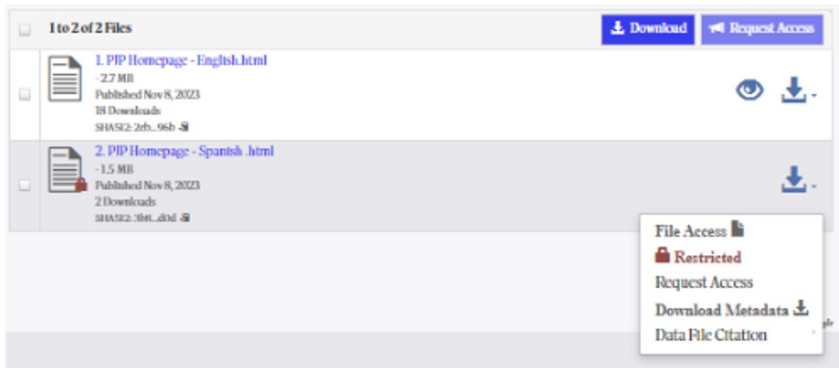 1 to 2 of 2 Files
Download
Request Access
1. PIP Homepage - English.html
- 2.7 MB
Published Nov 8, 2023
18 Downloads
2. PIP Homepage - Spanish .html
- 1.5 MB
Published Nov 8, 2023
2 Downloads
File Access
Restricted
Request Access
Download Metadata
Data File Citation